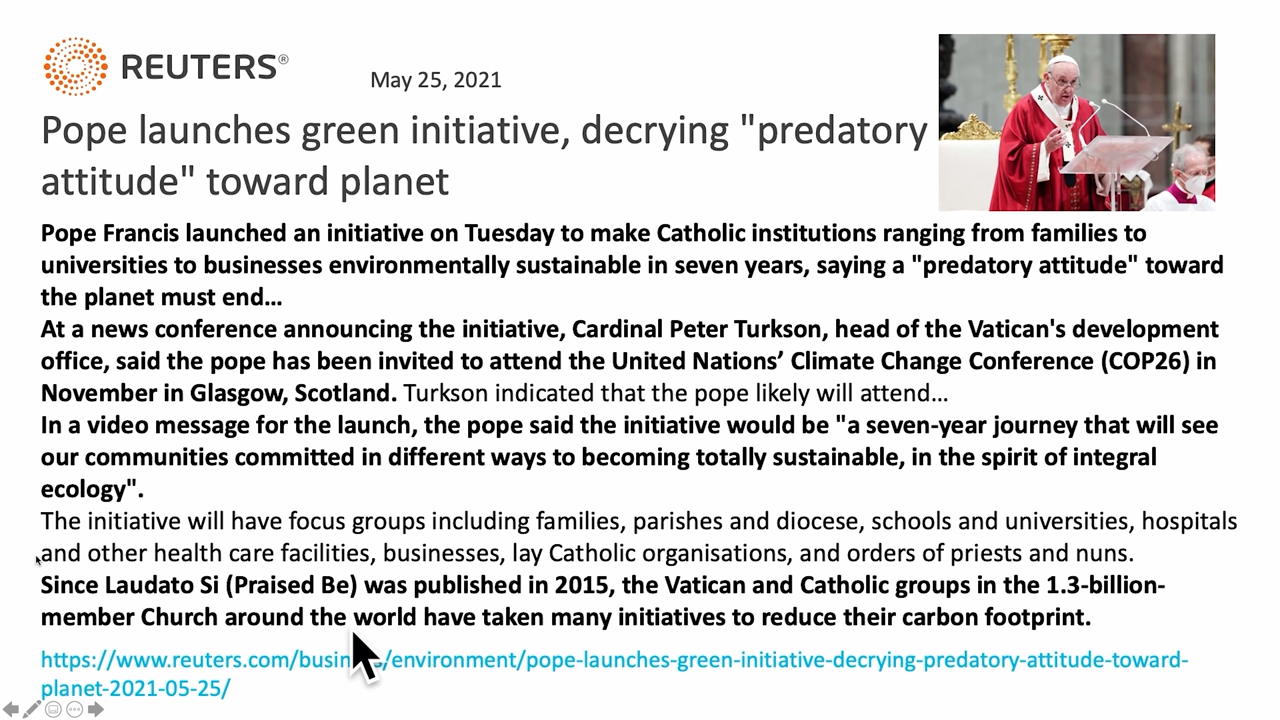 REUTERS®
May 25, 2021
Pope launches green initiative, decrying "predatory
attitude" toward planet
Pope Francis launched an initiative on Tuesday to make Catholic institutions ranging from families to
universities to businesses environmentally sustainable in seven years, saying a "predatory attitude" toward
the planet must end…
At a news conference announcing the initiative, Cardinal Peter Turkson, head of the Vatican's development
office, said the pope has been invited to attend the United Nations’ Climate Change Conference (COP26) in
November in Glasgow, Scotland. Turkson indicated that the pope likely will attend…
In a video message for the launch, the pope said the initiative would be "a seven-year journey that will see
our communities committed in different ways to becoming totally sustainable, in the spirit of integral
ecology".
The initiative will have focus groups including families, parishes and diocese, schools and universities, hospitals
and other health care facilities, businesses, lay Catholic organisations, and orders of priests and nuns.
Since Laudato Si (Praised Be) was published in 2015, the Vatican and Catholic groups in the 1.3-billion-
member Church around the world have taken many initiatives to reduce their carbon footprint.
https://www.reuters.com/business/environment/pope-launches-green-initiative-decrying-predatory-attitude-toward-
planet-2021-05-25/